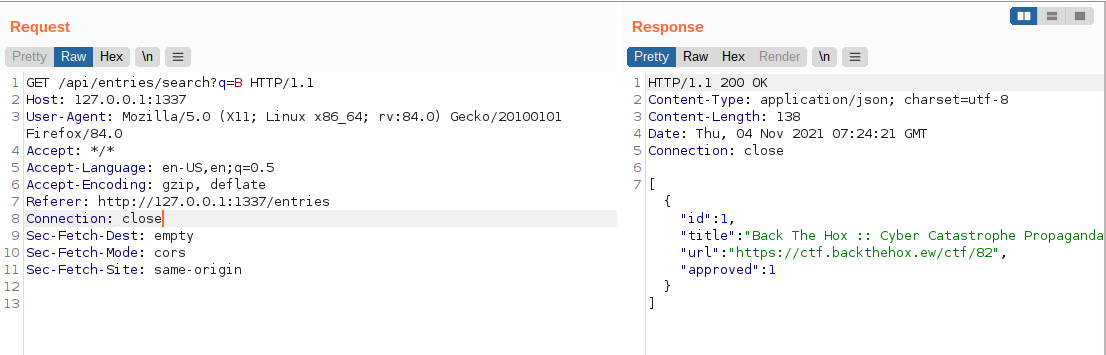 Request
Pretty Raw Hex \n
1 GET /api/entries/search?q=B HTTP/1.1
2 Host: 127.0.0.1:1337
3 User-Agent: Mozilla/5.0 (X11; Linux x86_64; rv:84.0) Gecko/20100101
Firefox/84.0
4 Accept: */*
5 Accept-Language: en-US,en;q=0.5
6 Accept-Encoding: gzip, deflate
7 Referer: http://127.0.0.1:1337/entries
8 Connection: close
9 Sec-Fetch-Dest: empty
10 Sec-Fetch-Mode: cors
11 Sec-Fetch-Site: same-origin
12
13
Response
Pretty Raw Hex Render \n
1 HTTP/1.1 200 OK
2 Content-Type: application/json; charset=utf-8
3 Content-Length: 138
4 Date: Thu, 04 Nov 2021 07:24:21 GMT
5 Connection: close
6
7 [
{
"id":1,
"title":"Back The Hox :: Cyber Catastrophe Propaganda
"url":"https://ctf.backthehox.ew/ctf/82",
"approved":1
}
]